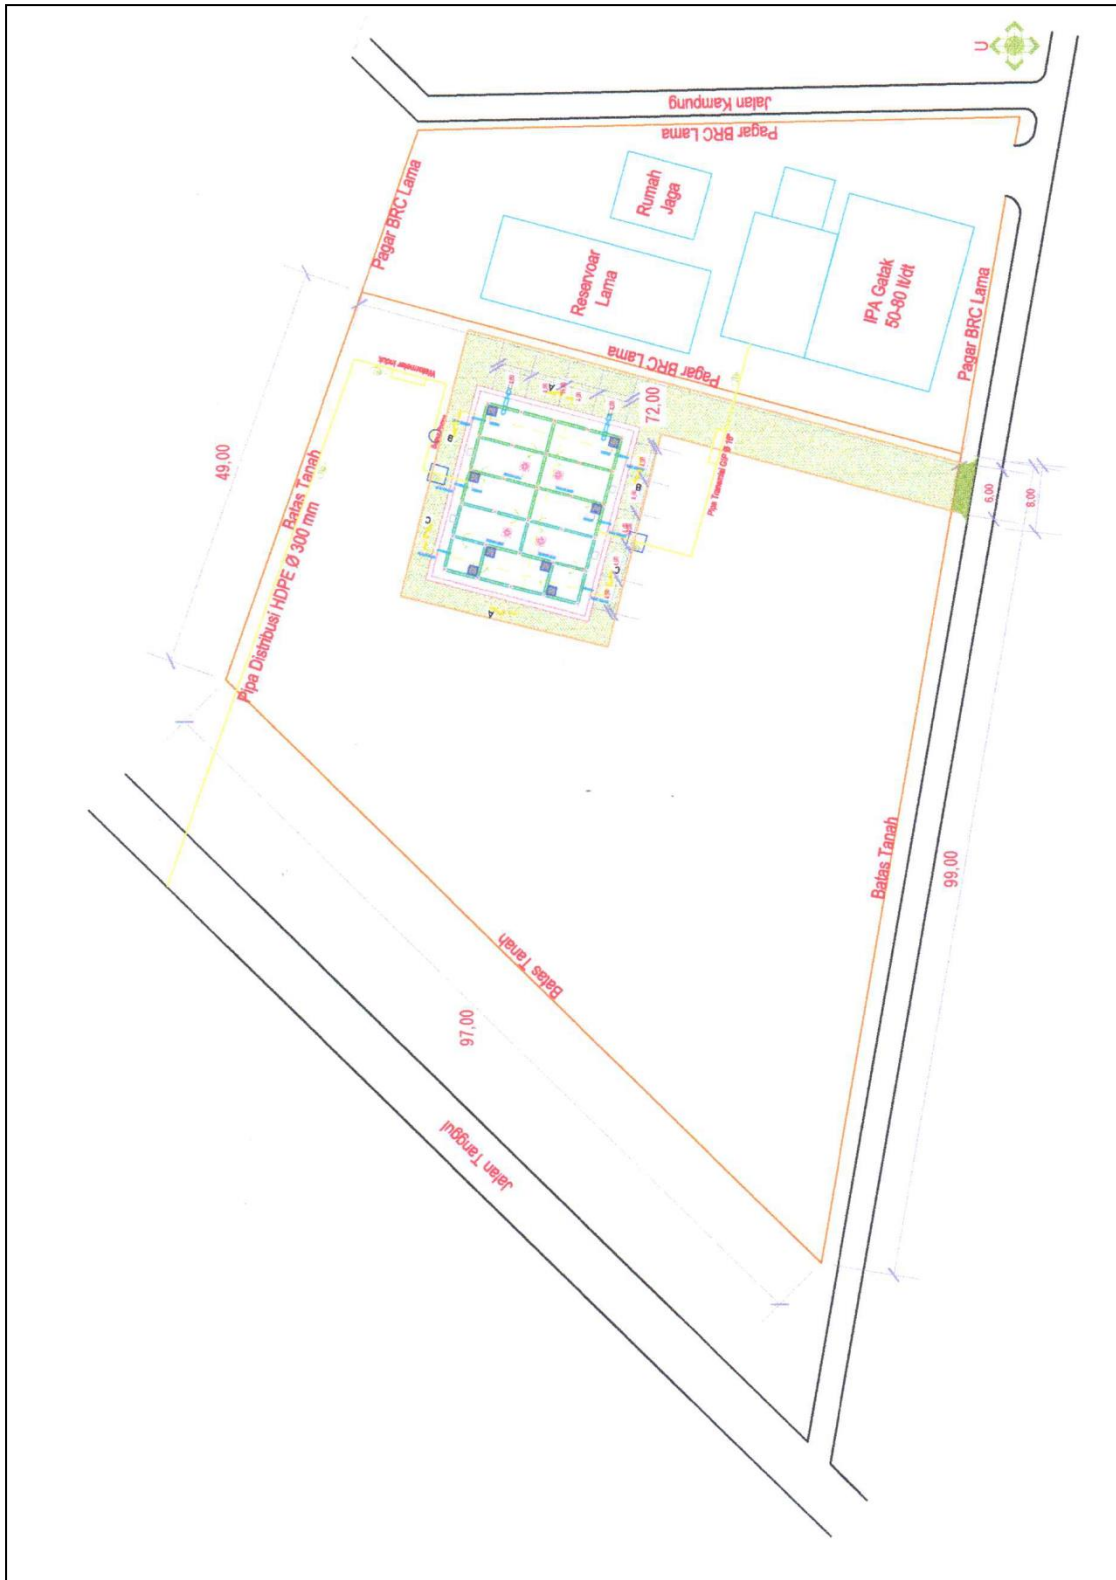 U
Jalan Kampung
Pagar BRC Lama
Pagar BRC Lama
Rumah
Jaga
Reservoar
Lama
IPA Gatak
50-80 lt/dt
Pagar BRC Lama
Pagar BRC Lama
Watermeter Induk
72,00
49,00
Batas Tanah
Pipa Distribusi HDPE Ø 300 mm
B
A
C
B
C
A
6,00
8,00
Batas Tanah
99,00
Batas Tanah
97,00
Jalan Tanggul